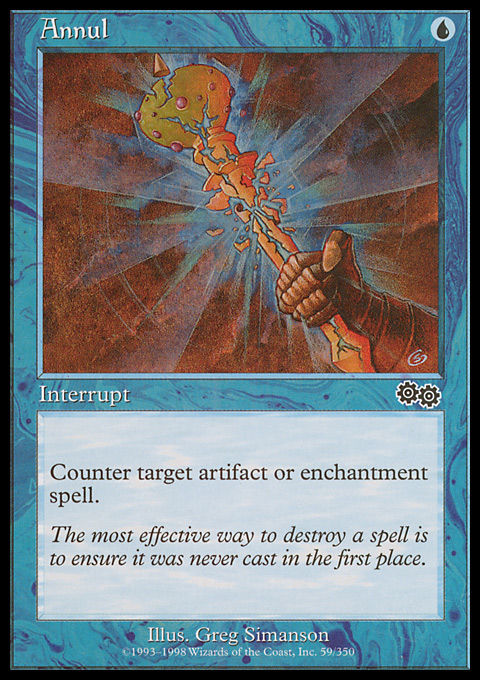 Annul
Interrupt
Counter target artifact or enchantment
spell.
The most effective way to destroy a spell is
to ensure it was never cast in the first place.
Illus. Greg Simanson
©1993–1998 Wizards of the Coast, Inc. 59/350